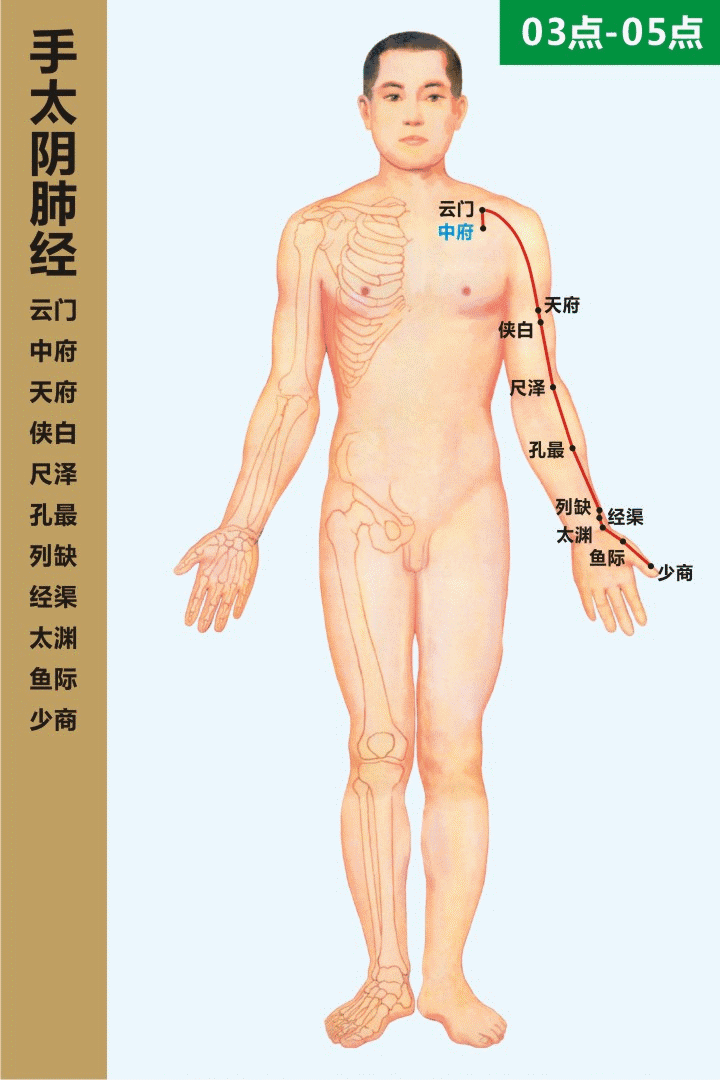 手太阴肺经
云门
中府
天府
侠白
尺泽
孔最
列缺
经渠
太渊
鱼际
少商
03点-05点
云门
中府
天府
侠白
尺泽
孔最
列缺
经渠
太渊
鱼际
少商